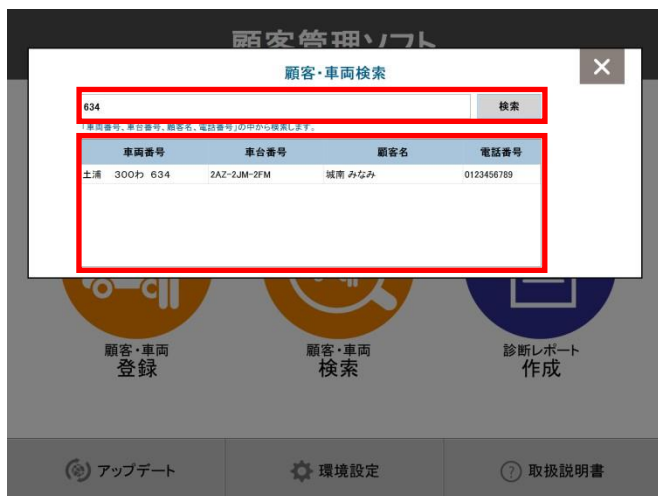 顧客管理ソフト
顧客・車両検索
634
検索
「車両番号、車台番号、顧客名、電話番号」の中から検索します。
車両番号 車台番号 顧客名 電話番号
土浦 300わ 634 2AZ-2JM-2FM 城南 みなみ 0123456789
顧客・車両 顧客・車両 診断レポート
登録 検索 作成
アップデート 環境設定 ? 取扱説明書